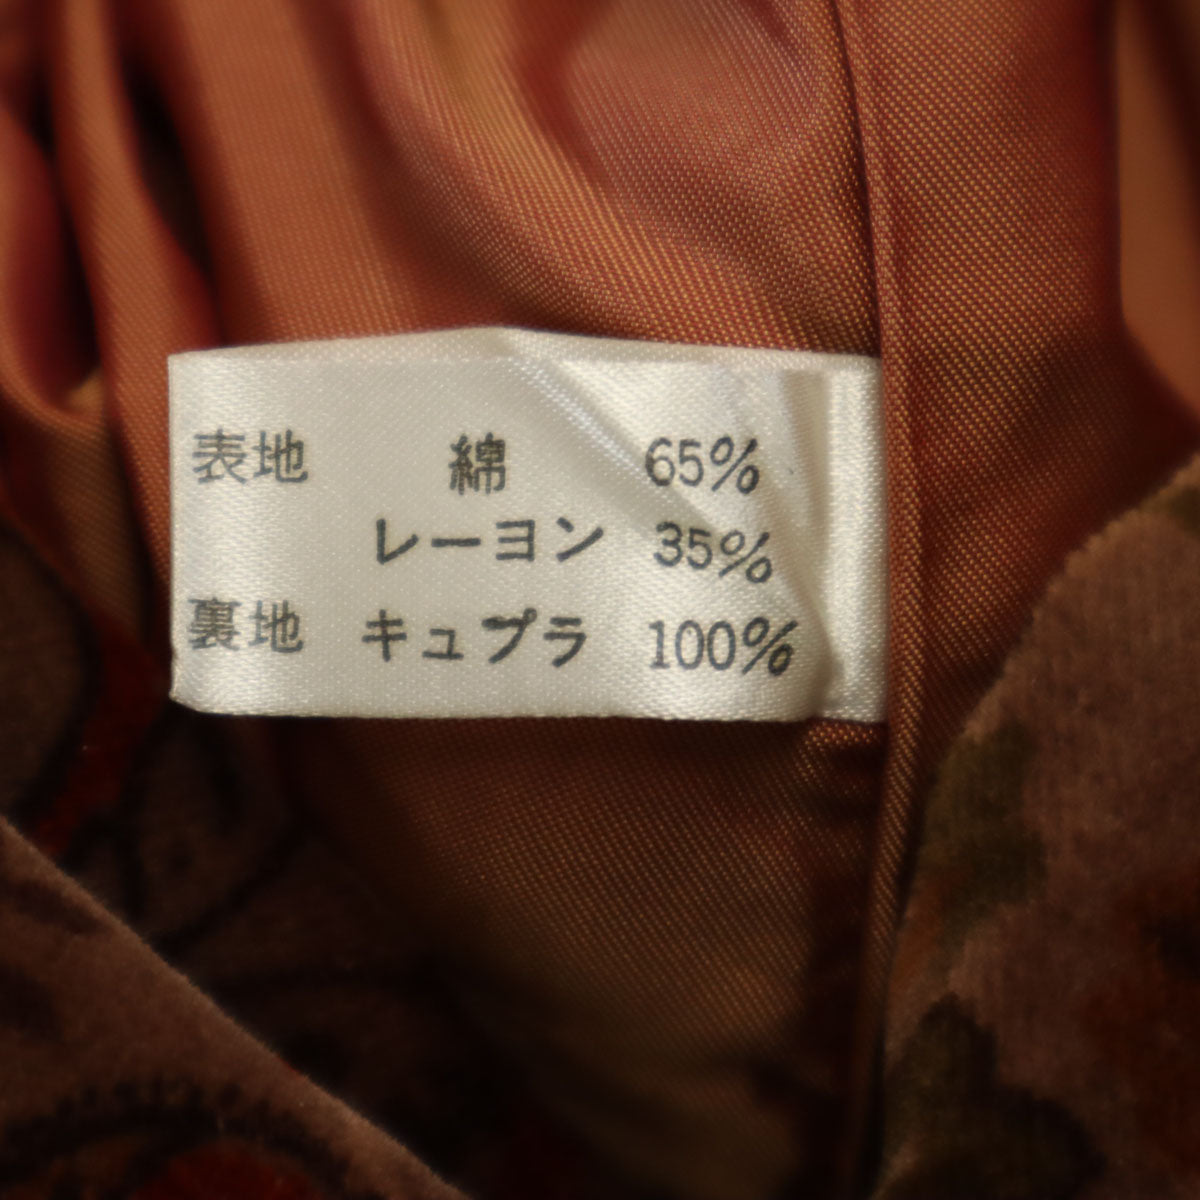 表地 綿 65%
レーヨン 35%
裏地 キュプラ 100%